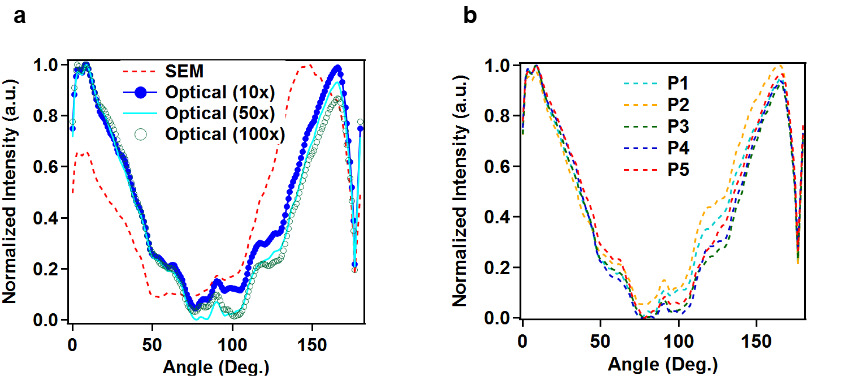 a
Normalized Intensity (a.u.)
1.0
0.8
0.6
0.4
0.2
0.0
SEM
Optical (10x)
Optical (50x)
Optical (100x)
0
50
100
150
Angle (Deg.)
b
Normalized Intensity (a.u.)
1.0
0.8
0.6
0.4
0.2
0.0
P1
P2
P3
P4
P5
0
50
100
150
Angle (Deg.)